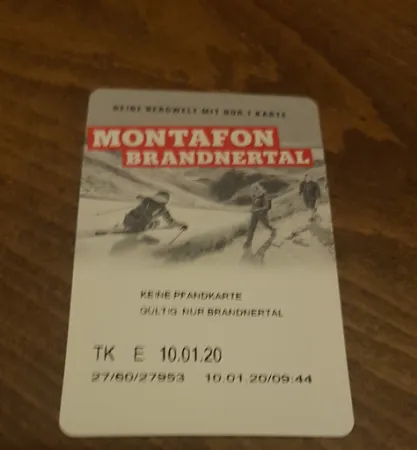 DEINE BERGWELT MIT NUR 1 KARTE
MONTAFON
BRANDNERTAL
KEINE PFANDKARTE
GÜLTIG NUR BRANDNERTAL
TK E 10.01.20
27/60/27953 10.01.20/09:44